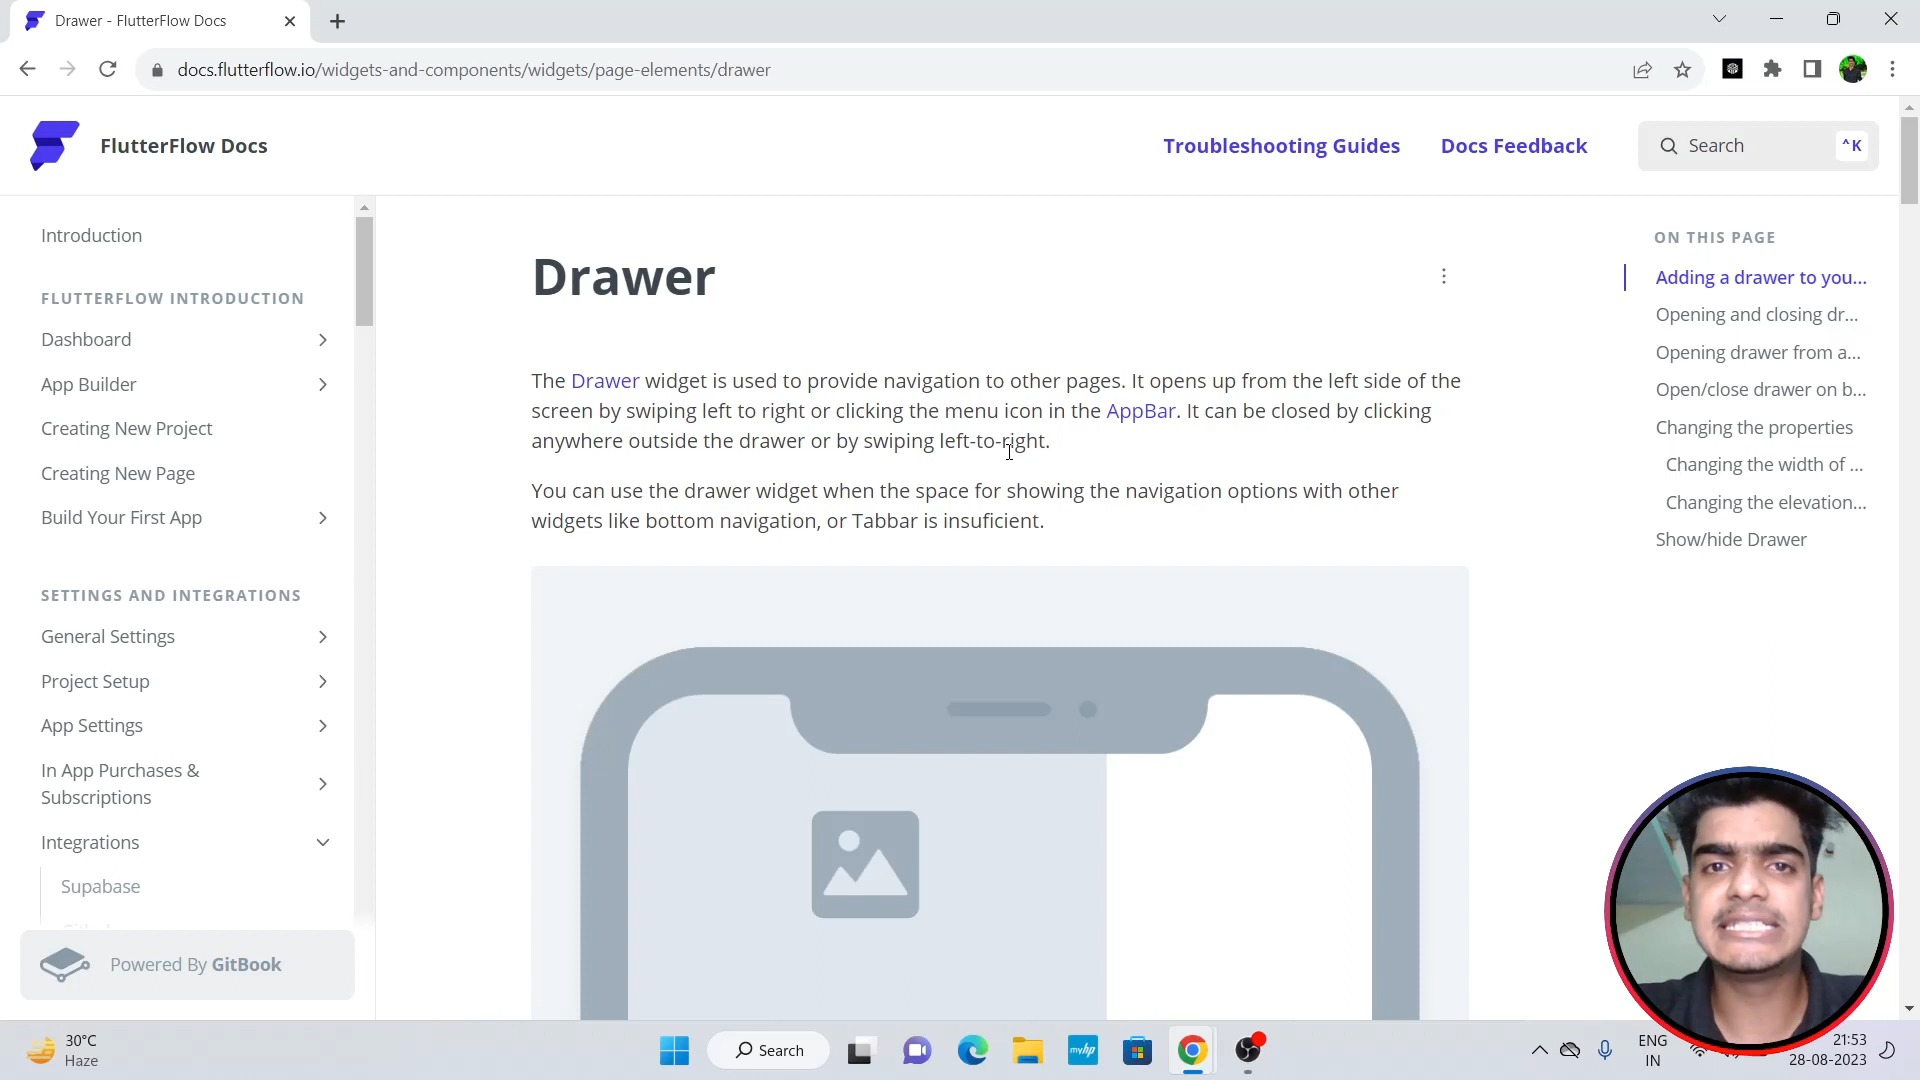 Drawer - FlutterFlow Docs
docs.flutterflow.io/widgets-and-components/widgets/page-elements/drawer
FlutterFlow Docs
Troubleshooting Guides
Docs Feedback
Search
^K
Introduction
FLUTTERFLOW INTRODUCTION
Dashboard
App Builder
Creating New Project
Creating New Page
Build Your First App
SETTINGS AND INTEGRATIONS
General Settings
Project Setup
App Settings
In App Purchases &
Subscriptions
Integrations
Supabase
Powered By GitBook
Drawer
The Drawer widget is used to provide navigation to other pages. It opens up from the left side of the
screen by swiping left to right or clicking the menu icon in the AppBar. It can be closed by clicking
anywhere outside the drawer or by swiping left-to-right.
You can use the drawer widget when the space for showing the navigation options with other
widgets like bottom navigation, or Tabbar is insuficient.
ON THIS PAGE
Adding a drawer to you...
Opening and closing dr...
Opening drawer from a...
Open/close drawer on b...
Changing the properties
Changing the width of ...
Changing the elevation...
Show/hide Drawer
30°C
Haze
Search
myhp
ENG
IN
21:53
28-08-2023